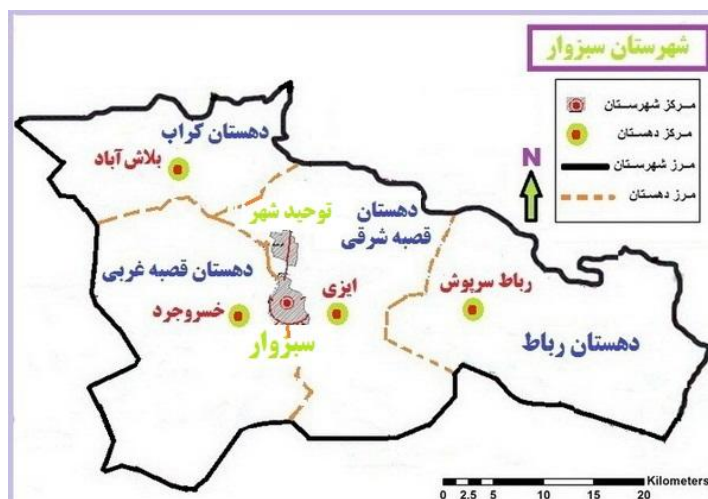 شهرستان سبزوار
مرکز شهرستان
مرکز دهستان
مرز شهرستان
مرز دهستان
N
دهستان کراب
بلاش آباد
توحید شهر
دهستان
قصبه شرقی
دهستان قصبه غربی
خسروجرد
ایزی
سبزوار
رباط سرپوش
دهستان رباط
Kilometers
0 2.5 5 10 15 20